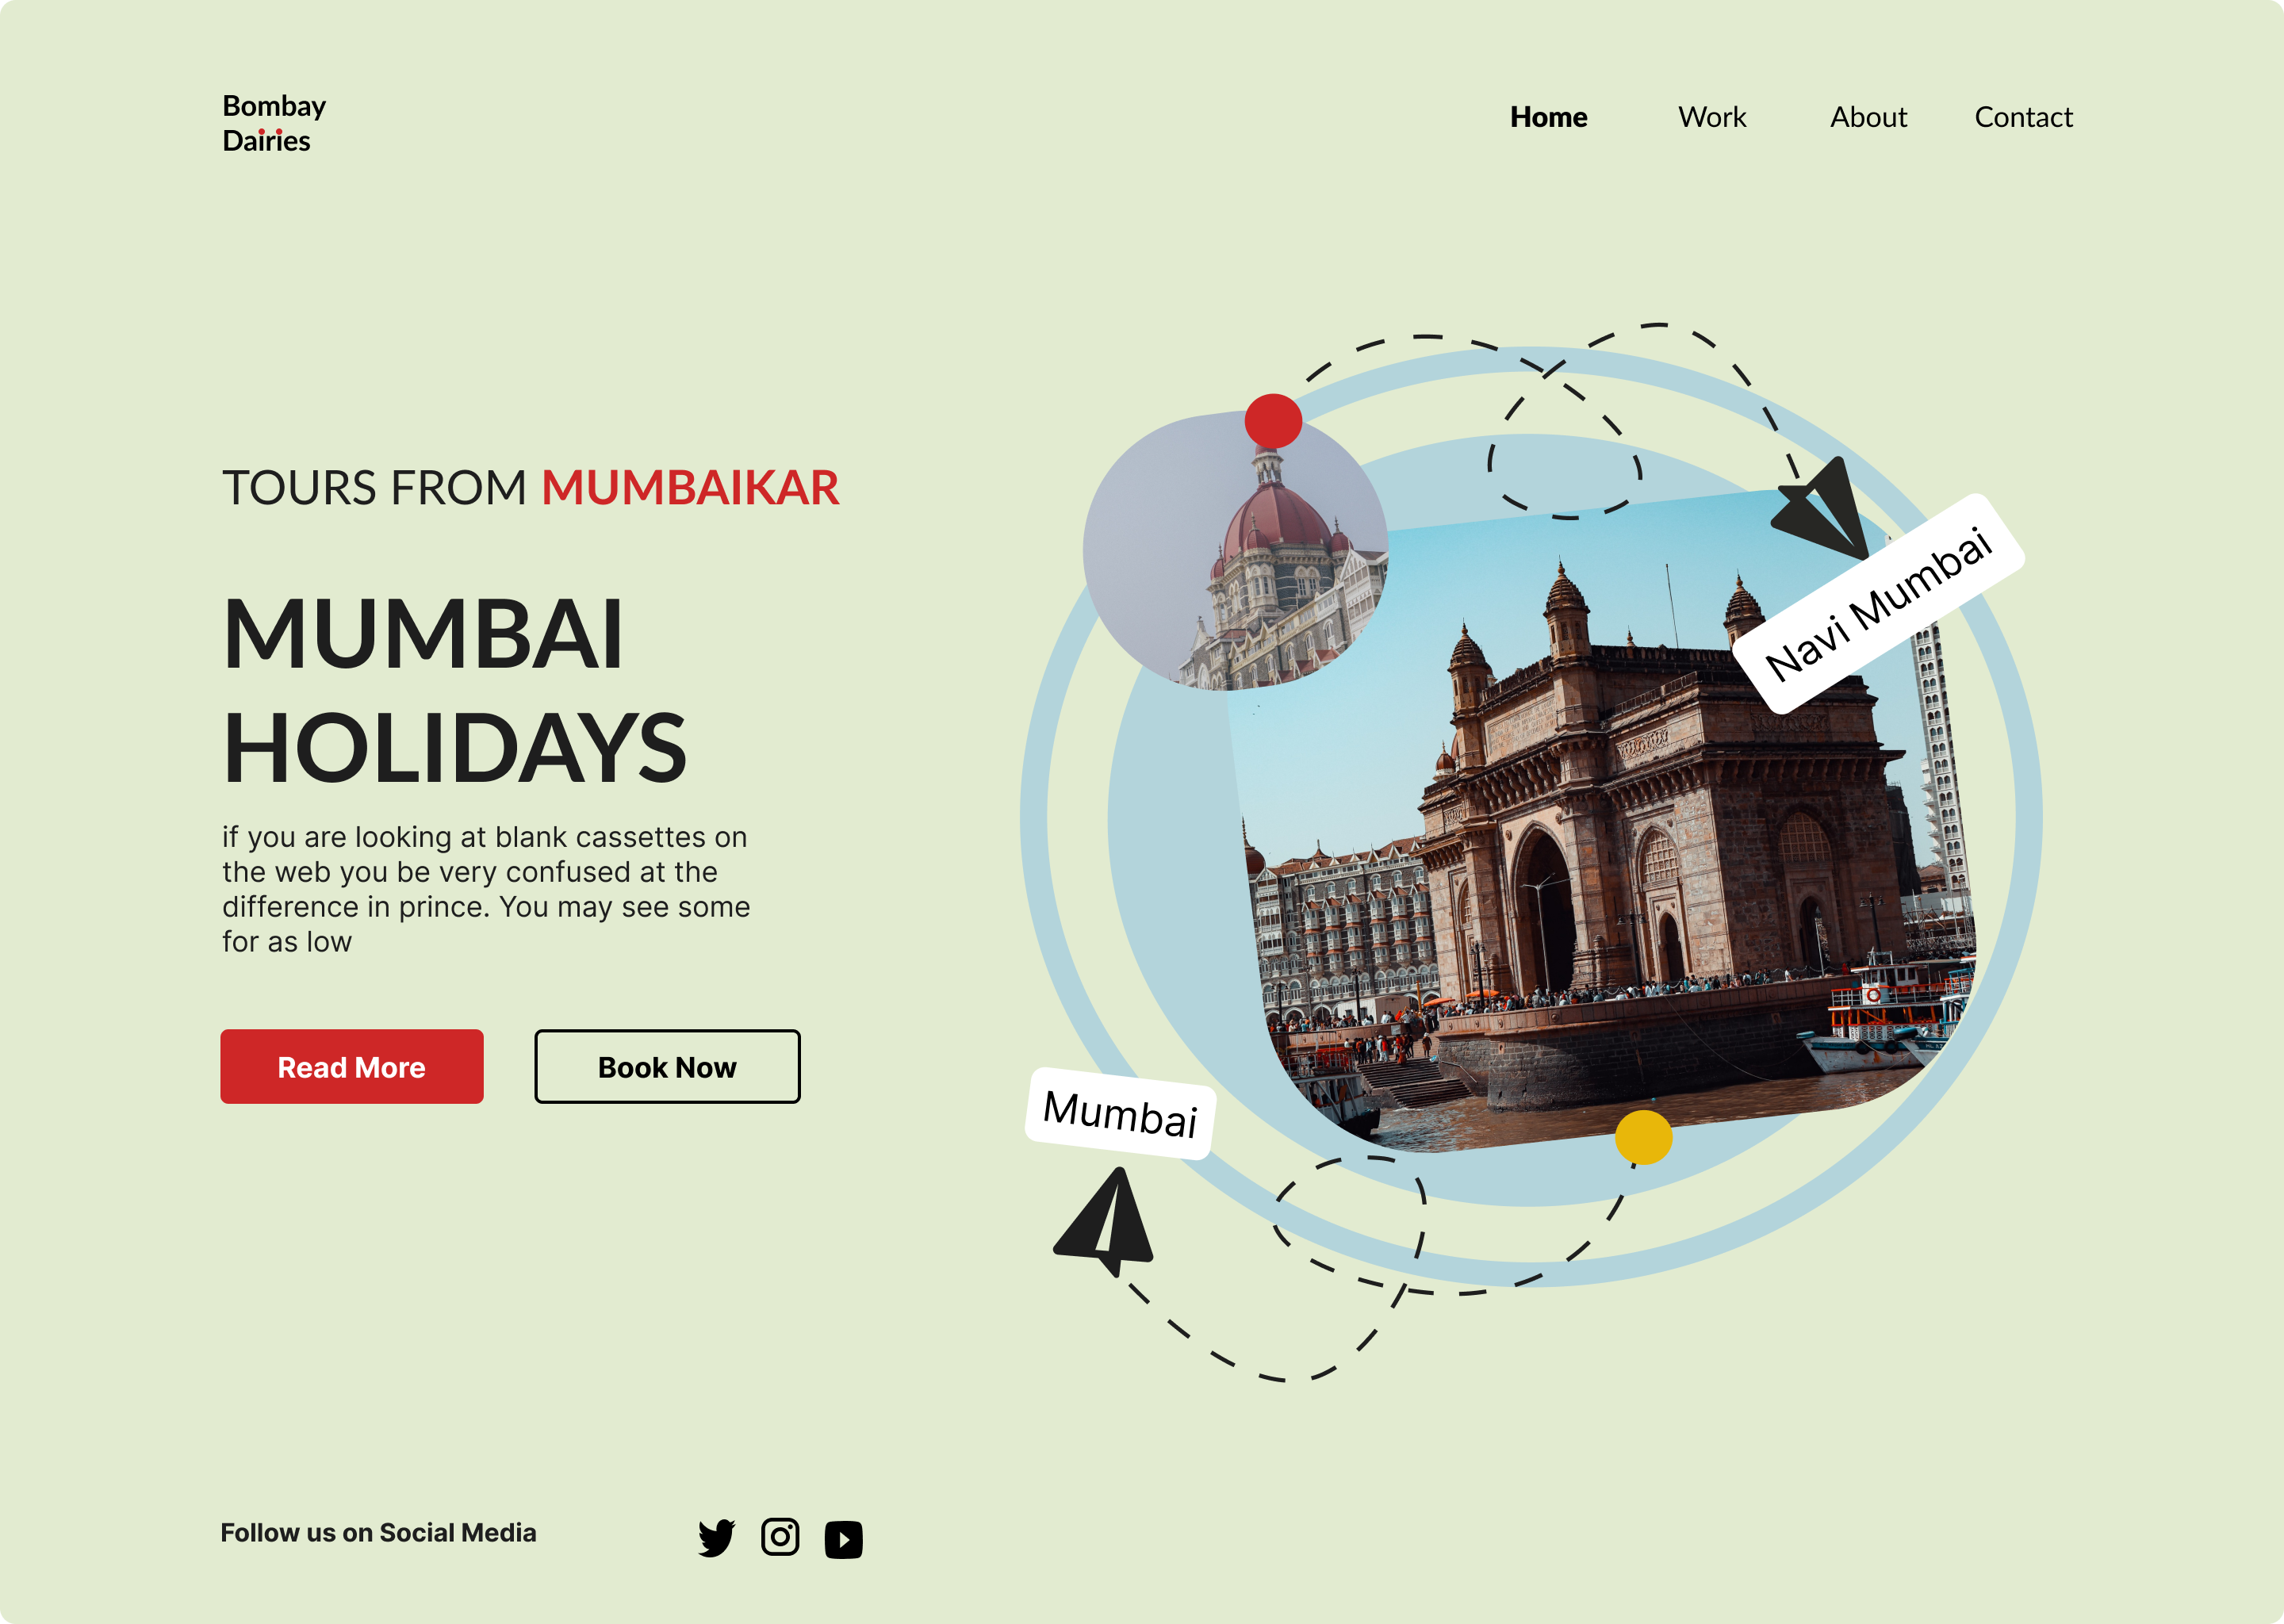 Bombay
Dairies
Home Work About Contact
TOURS FROM MUMBAIKAR
MUMBAI
HOLIDAYS
if you are looking at blank cassettes on
the web you be very confused at the
difference in prince. You may see some
for as low
Read More Book Now
Navi Mumbai
Mumbai
Follow us on Social Media